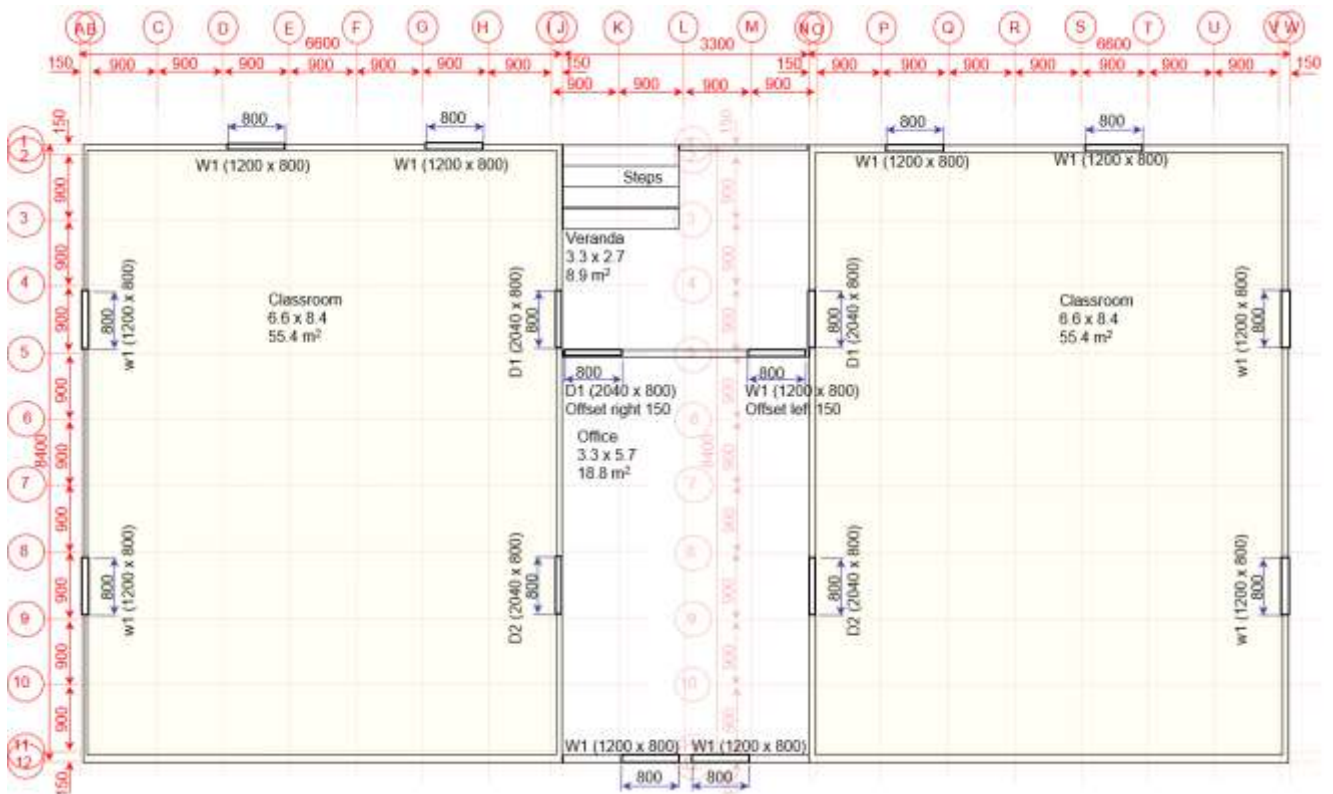 A B C D E F G H I J K L M N O P Q R S T U V W
6600 3300 6600
150 900 900 900 900 900 900 900 150 900 900 900 900 150 900 900 900 900 900 900 900 150
800 800 800 800
W1 (1200 x 800) W1 (1200 x 800) W1 (1200 x 800) W1 (1200 x 800)
150
1
2
3
4
5
6
7
8
9
10
11
12
900
900
900
900
900
900
900
900
900
8400
150
Steps
Veranda
3.3 x 2.7
8.9 m²
Classroom
6.6 x 8.4
55.4 m²
Classroom
6.6 x 8.4
55.4 m²
800
w1 (1200 x 800)
D1 (2040 x 800)
800
800
D1 (2040 x 800)
w1 (1200 x 800)
800
800 800
D1 (2040 x 800) W1 (1200 x 800)
Offset right 150 Offset left 150
Office
3.3 x 5.7
18.8 m²
8400
800
w1 (1200 x 800)
D2 (2040 x 800)
800
800
D2 (2040 x 800)
w1 (1200 x 800)
800
W1 (1200 x 800) W1 (1200 x 800)
800 800
150